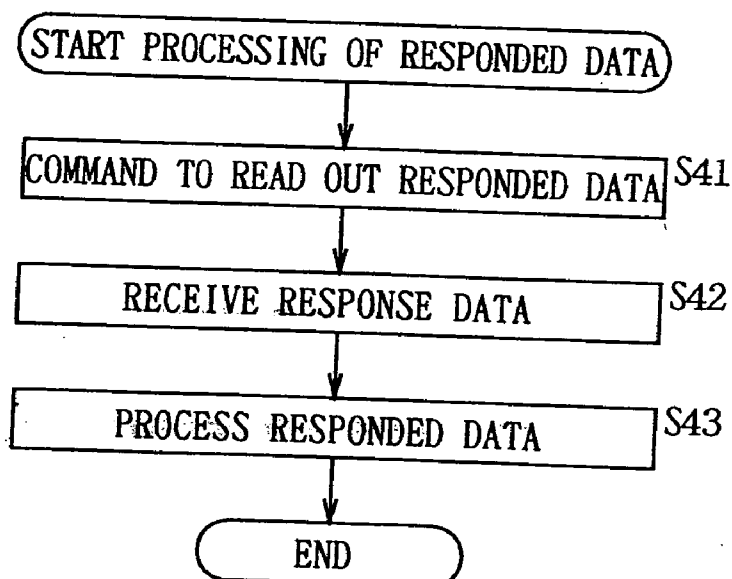 START PROCESSING OF RESPONDED DATA
COMMAND TO READ OUT RESPONDED DATA S41
RECEIVE RESPONSE DATA S42
PROCESS RESPONDED DATA S43
END